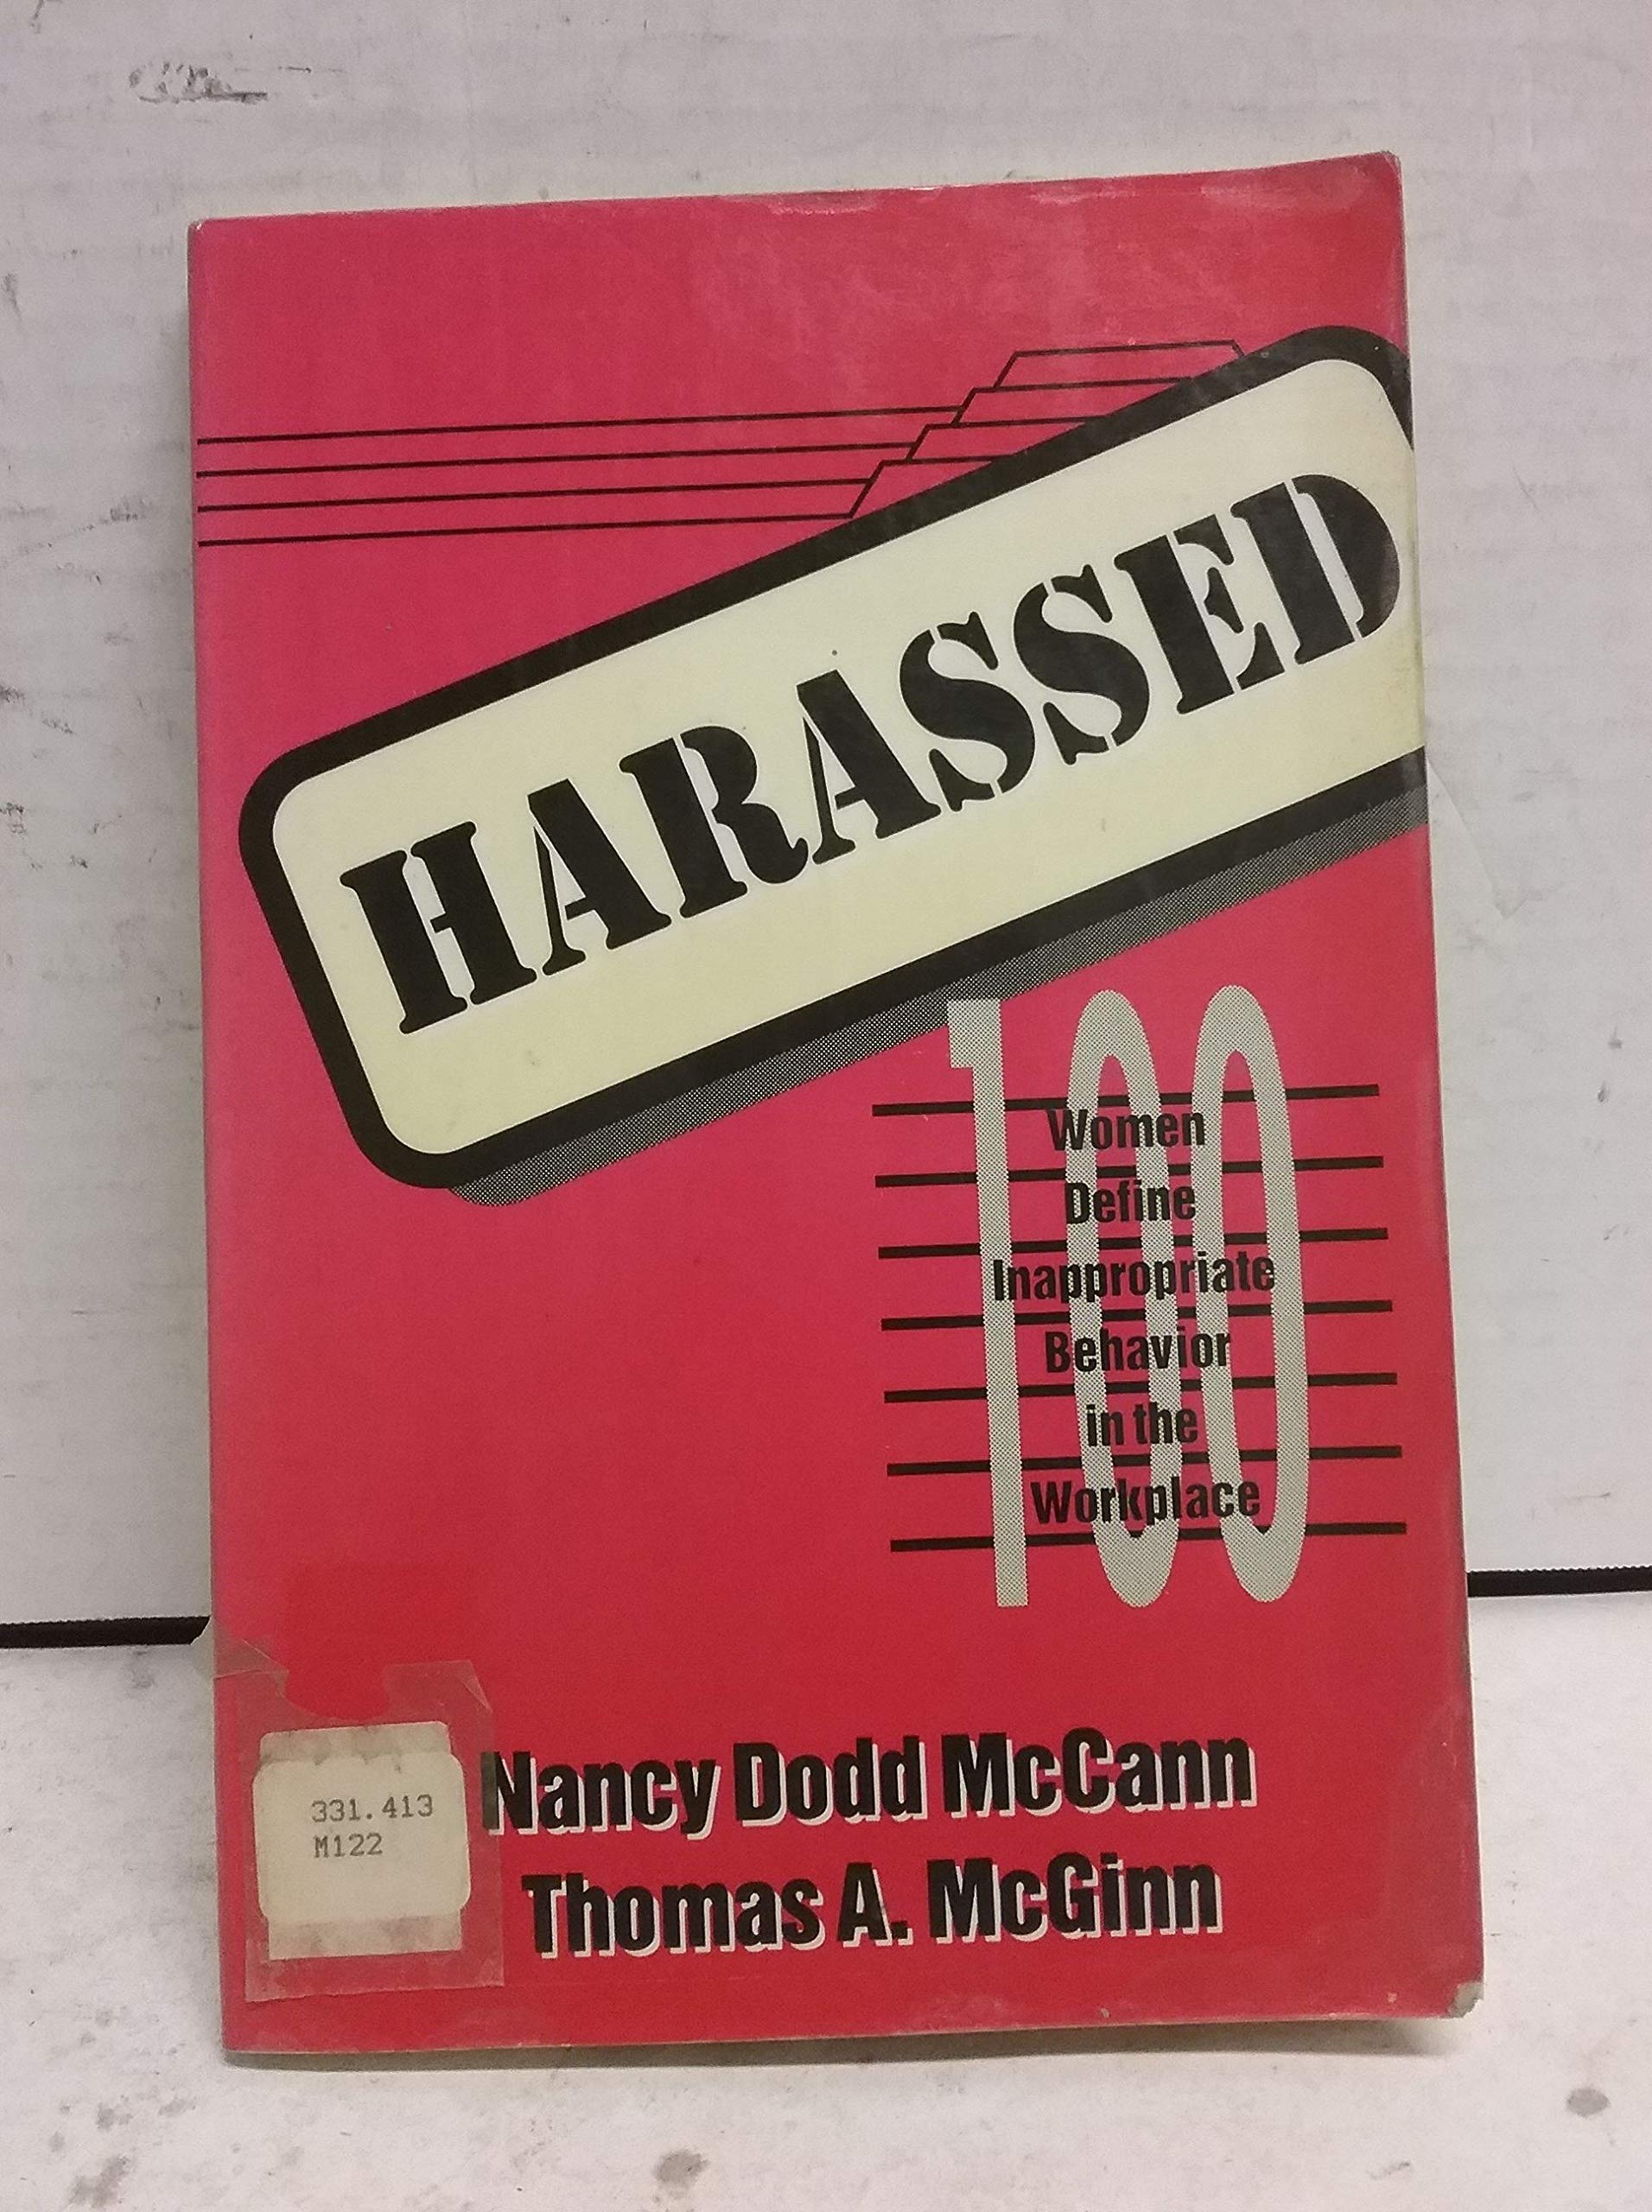 HARASSED
100
Women
Define
Inappropriate
Behavior
in the
Workplace
331.413
M122
Nancy Dodd McCann
Thomas A. McGinn